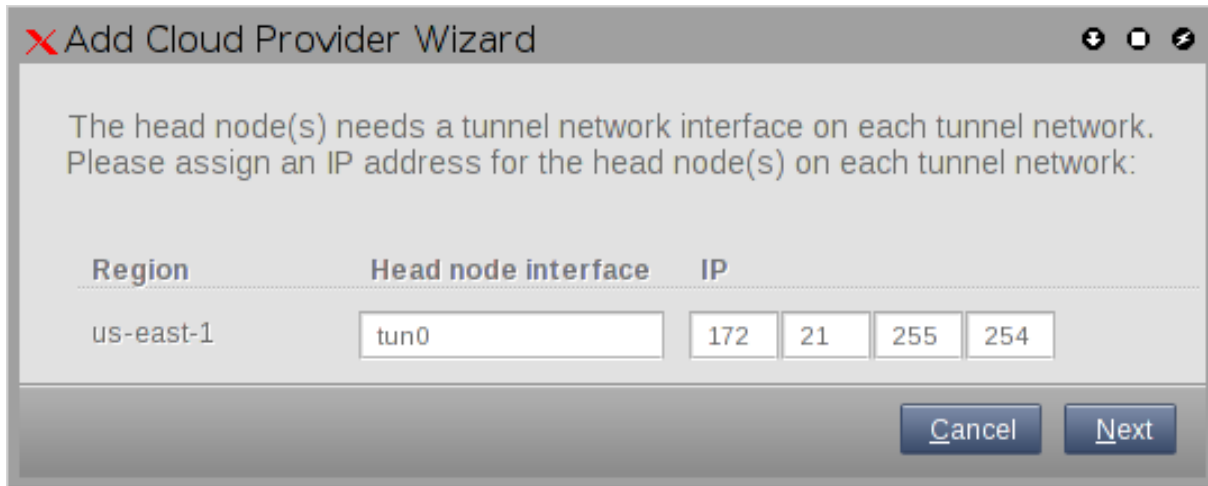 Add Cloud Provider Wizard
The head node(s) needs a tunnel network interface on each tunnel network.
Please assign an IP address for the head node(s) on each tunnel network:
Region Head node interface IP
us-east-1 tun0 172 21 255 254
Cancel Next